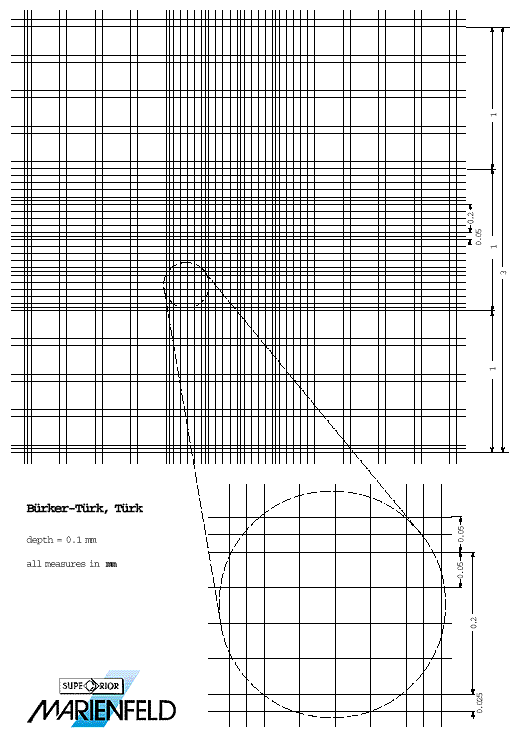 1
0.2
0.05
1
3
1
Bürker-Türk, Türk
depth = 0.1 mm
all measures in mm
0.05
0.05
0.2
0.025
SUPERIOR
MARIENFELD